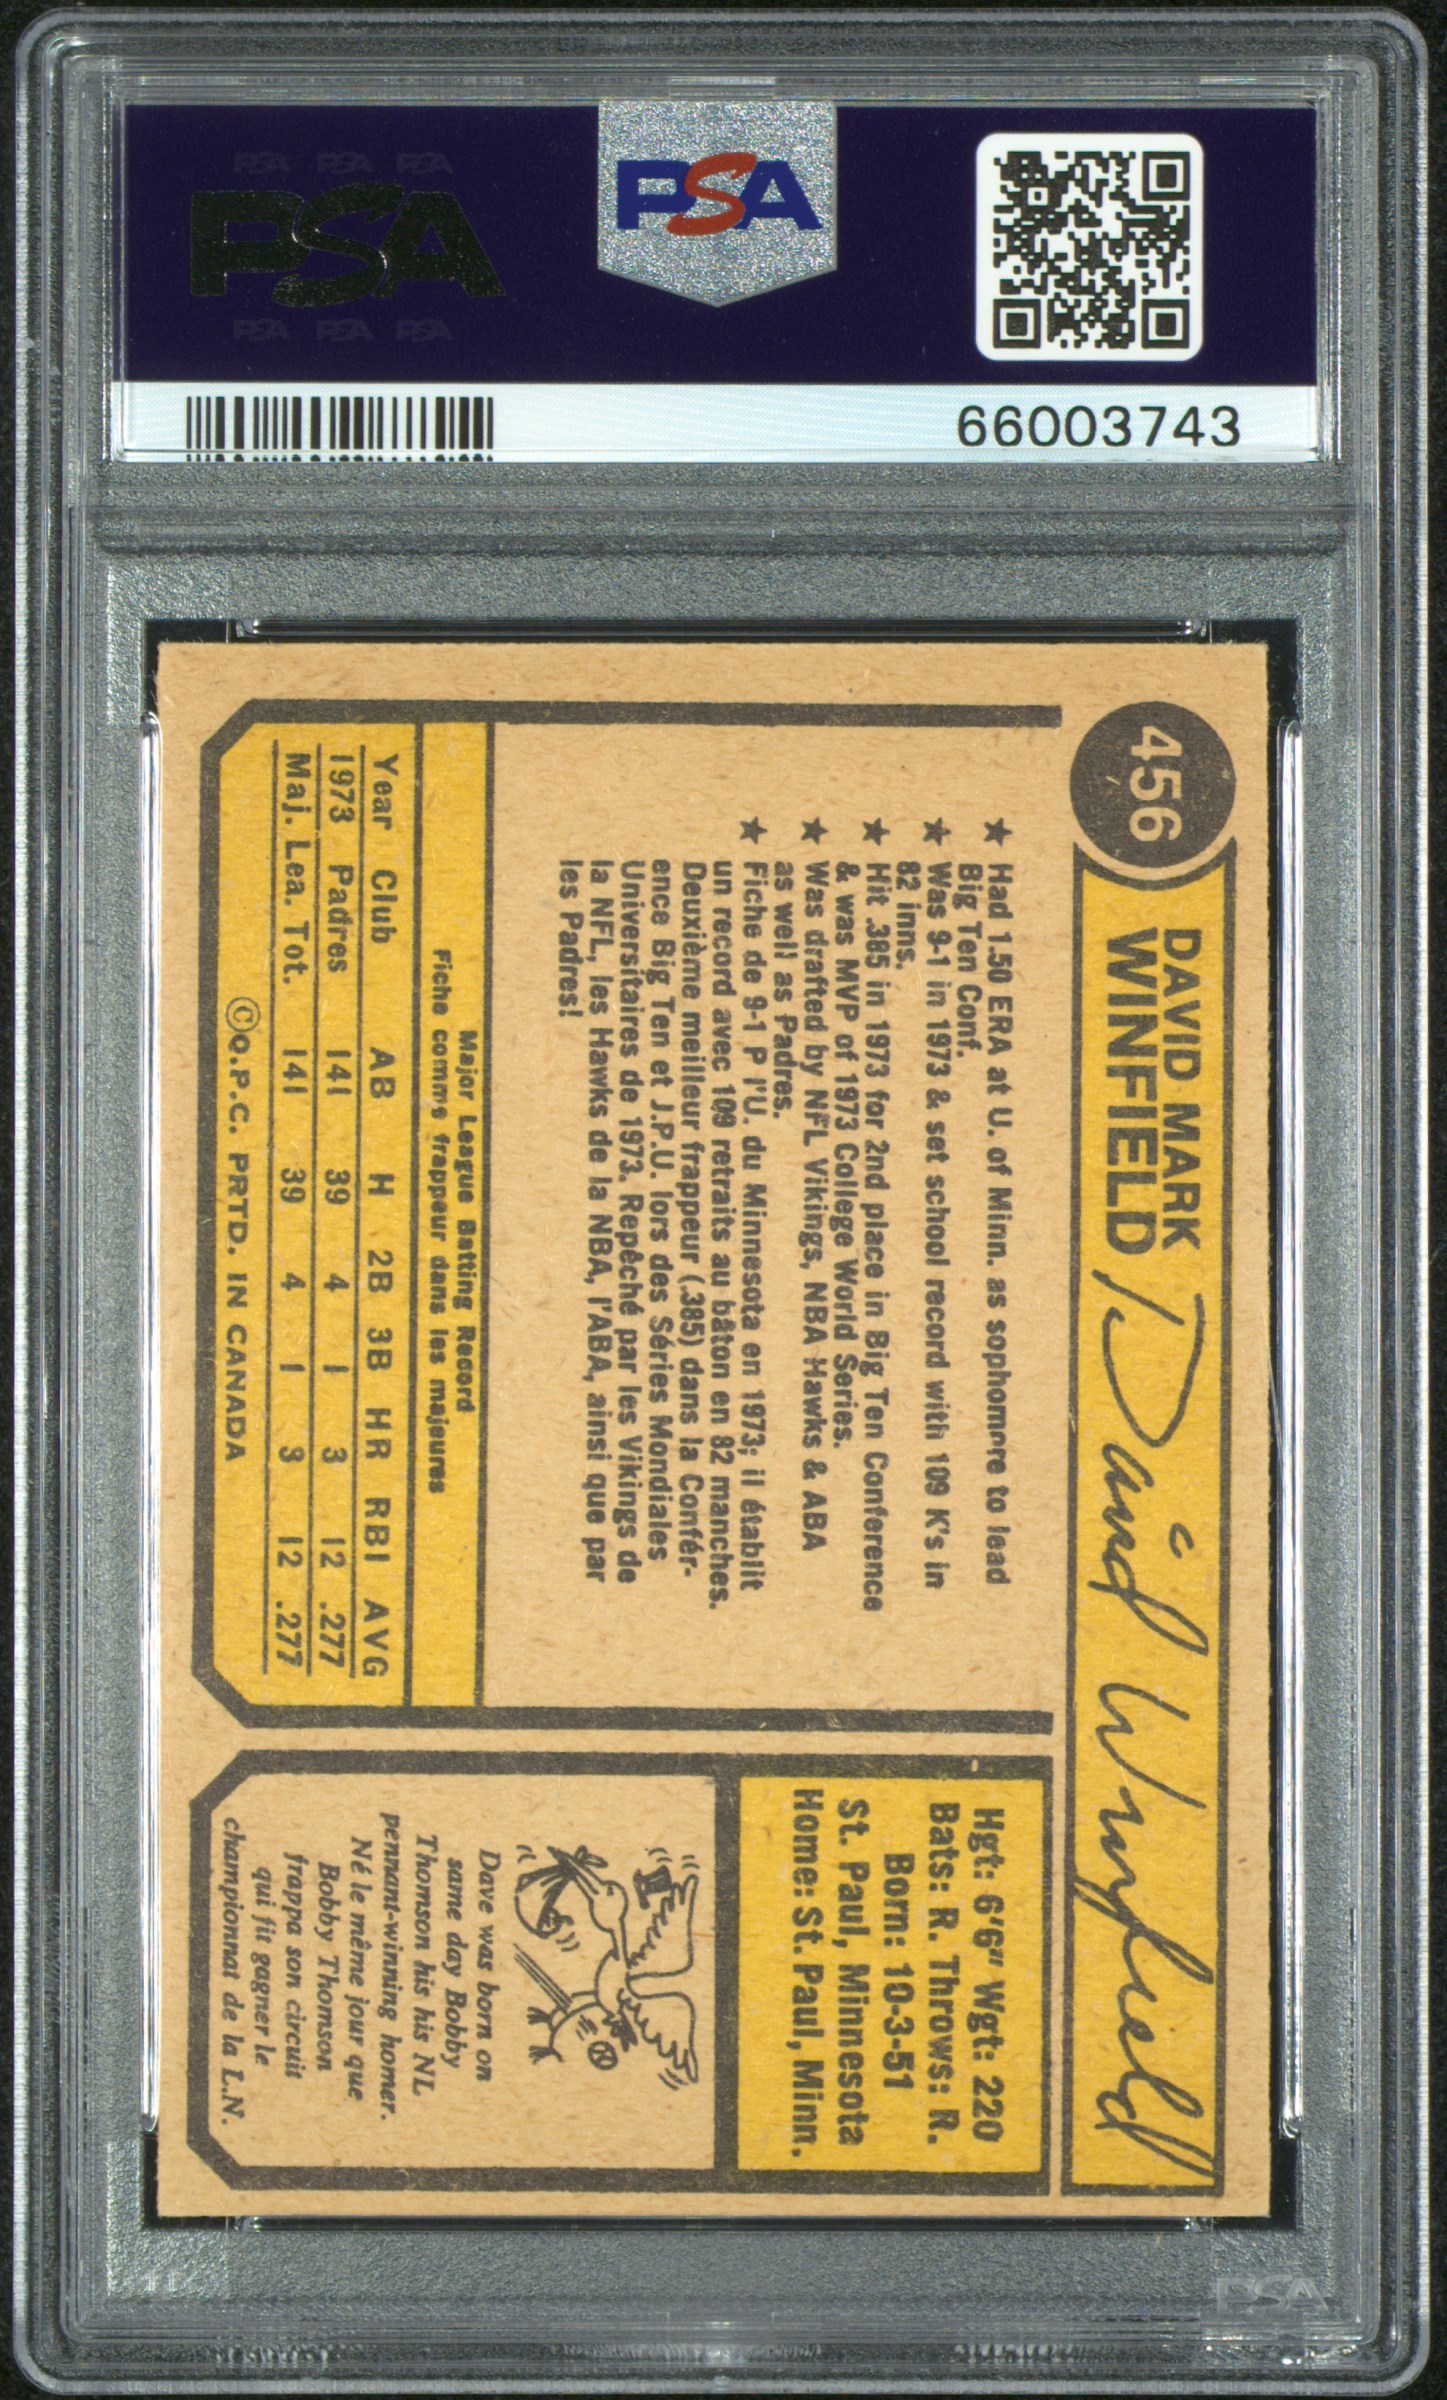 PSA PSA PSA
PSA
PSA PSA PSA
PSA
66003743
456
DAVID MARK
WINFIELD
David Winfield
★ Had 1.50 ERA at U. of Minn. as sophomore to lead
Big Ten Conf.
★ Was 9-1 in 1973 & set school record with 109 K's in
82 inns.
★ Hit .385 in 1973 for 2nd place in Big Ten Conference
& was MVP of 1973 College World Series.
★ Was drafted by NFL Vikings, NBA Hawks & ABA
as well as Padres.
★ Fiche de 9-1 P l'U. du Minnesota en 1973; il établit
un record avec 109 retraits au bâton en 82 manches.
Deuxième meilleur frappeur (.385) dans la Confér-
ence Big Ten et J.P.U. lors des Séries Mondiales
Universitaires de 1973. Repêché par les Vikings de
la NFL, les Hawks de la NBA, l'ABA, ainsi que par
les Padres!
Major League Batting Record
Fiche comme frappeur dans les majeures
Year Club AB H 2B 3B HR RBI AVG
1973 Padres 141 39 4 1 3 12 .277
Maj. Lea. Tot. 141 39 4 1 3 12 .277
©O.P.C. PRTD. IN CANADA
Hgt: 6'6" Wgt: 220
Bats: R. Throws: R.
Born: 10-3-51
St. Paul, Minnesota
Home: St. Paul, Minn.
Dave was born on
same day Bobby
Thomson his his NL
pennant-winning homer.
Né le même jour que
Bobby Thomson
frappa son circuit
qui fit gagner le
championnat de la L.N.
PSA